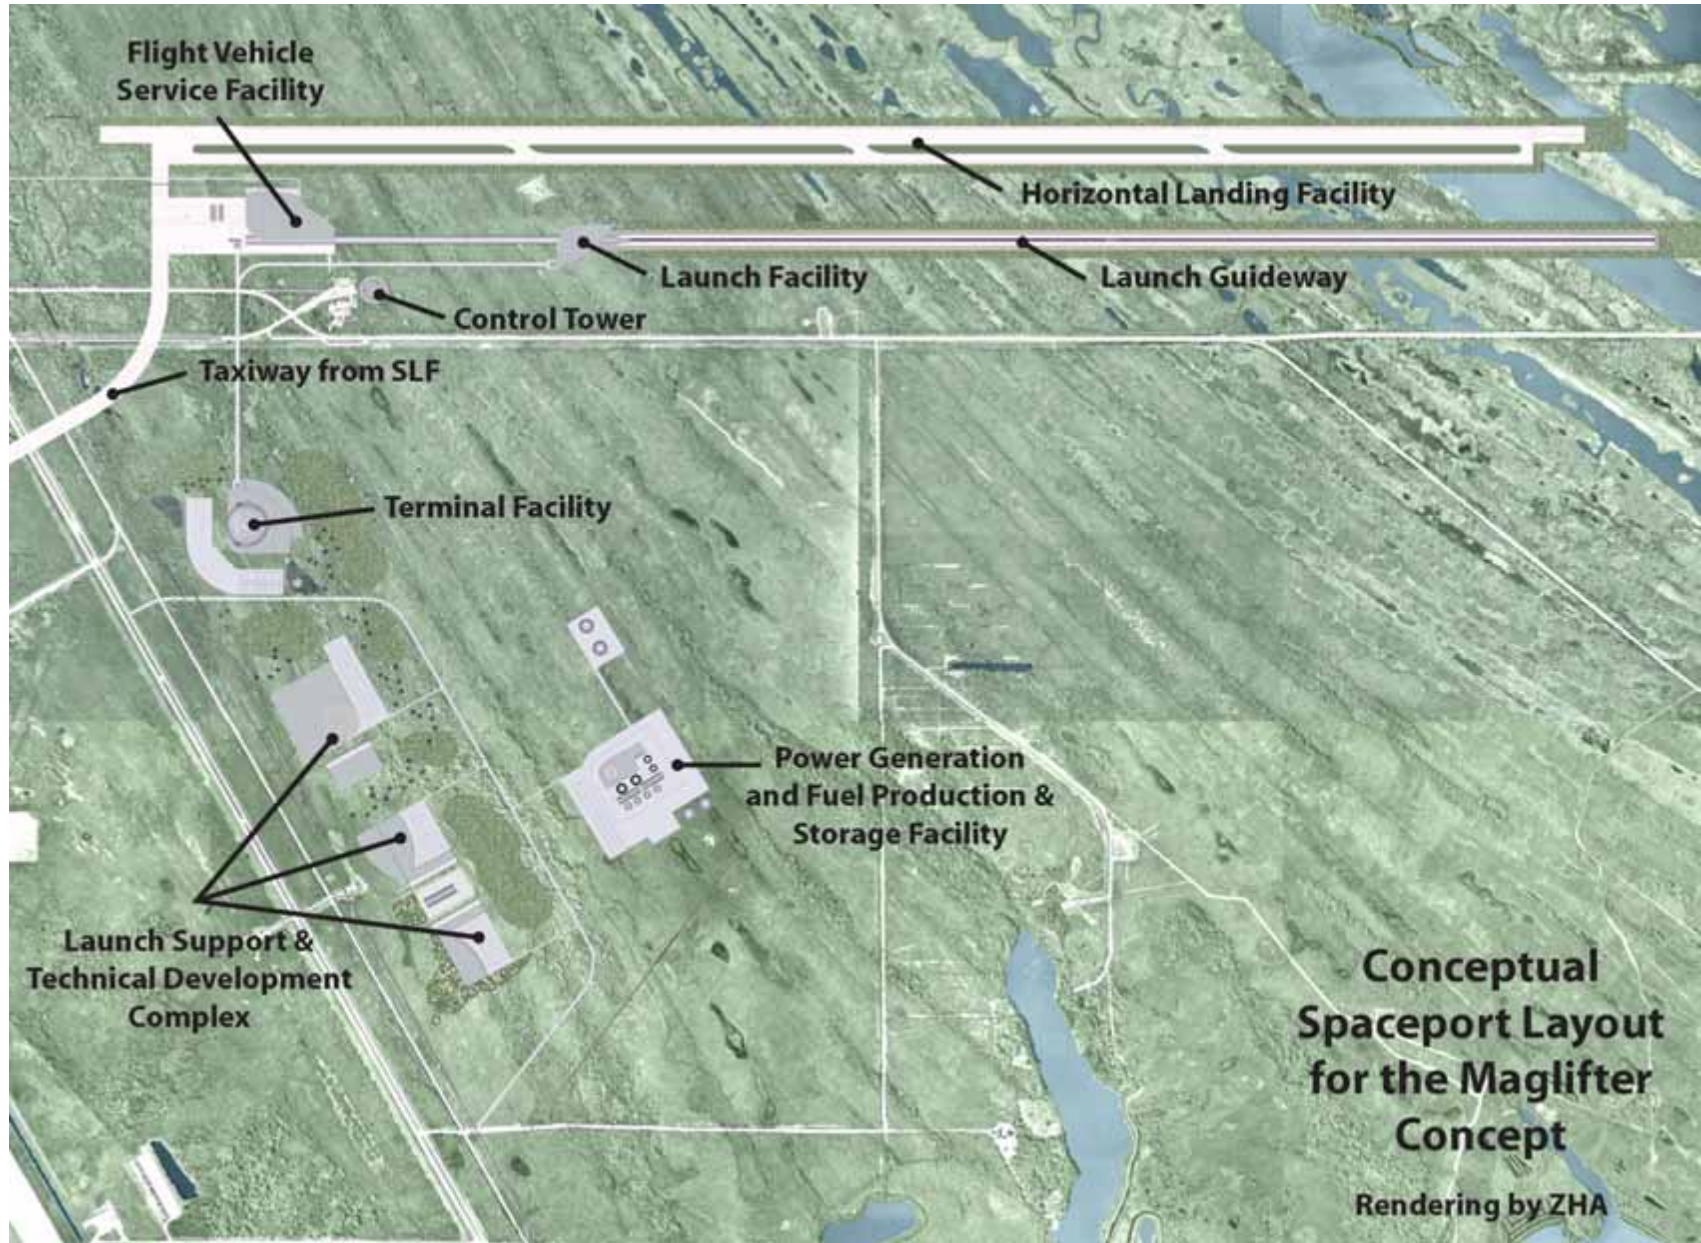 Flight Vehicle
Service Facility
Horizontal Landing Facility
Launch Facility
Launch Guideway
Control Tower
Taxiway from SLF
Terminal Facility
Power Generation
and Fuel Production &
Storage Facility
Launch Support &
Technical Development
Complex
Conceptual
Spaceport Layout
for the Maglifter
Concept
Rendering by ZHA